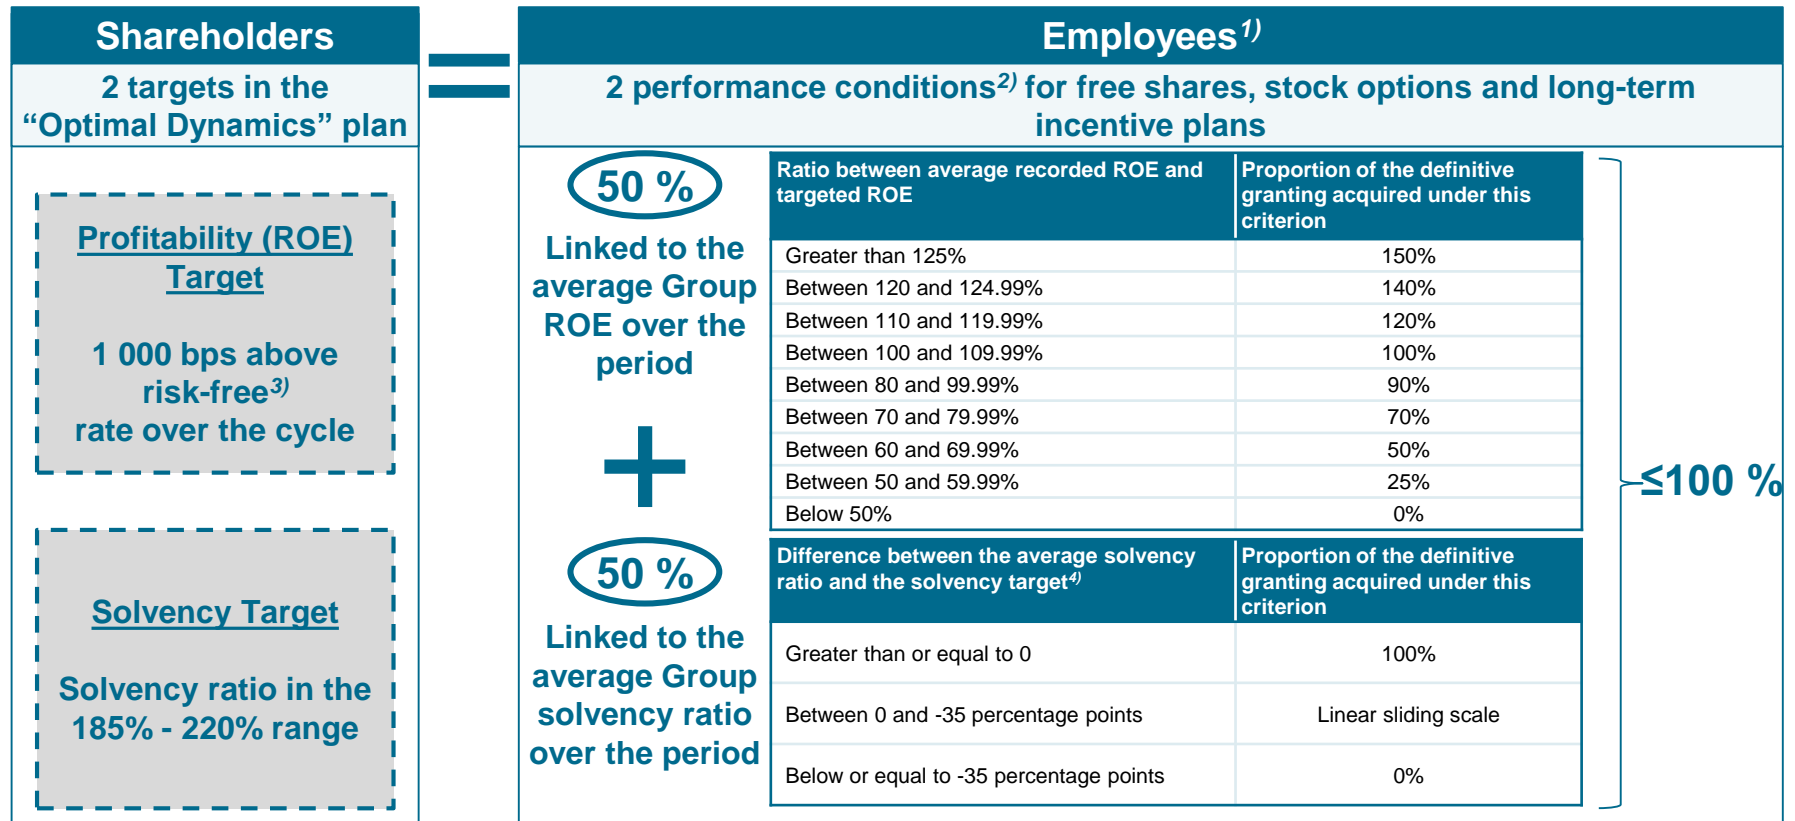 Shareholders
2 targets in the
“Optimal Dynamics” plan
Profitability (ROE)
Target
1 000 bps above
risk-free3)
rate over the cycle
Solvency Target
Solvency ratio in the
185% - 220% range
=
Employees1)
2 performance conditions2) for free shares, stock options and long-term
incentive plans
50 %
Linked to the
average Group
ROE over the
period
Ratio between average recorded ROE and
targeted ROE
Proportion of the definitive
granting acquired under this
criterion
Greater than 125% 150%
Between 120 and 124.99% 140%
Between 110 and 119.99% 120%
Between 100 and 109.99% 100%
Between 80 and 99.99% 90%
Between 70 and 79.99% 70%
Between 60 and 69.99% 50%
Between 50 and 59.99% 25%
Below 50% 0%
+
50 %
Linked to the
average Group
solvency ratio
over the period
Difference between the average solvency
ratio and the solvency target4)
Proportion of the definitive
granting acquired under this
criterion
Greater than or equal to 0 100%
Between 0 and -35 percentage points Linear sliding scale
Below or equal to -35 percentage points 0%
≤100 %